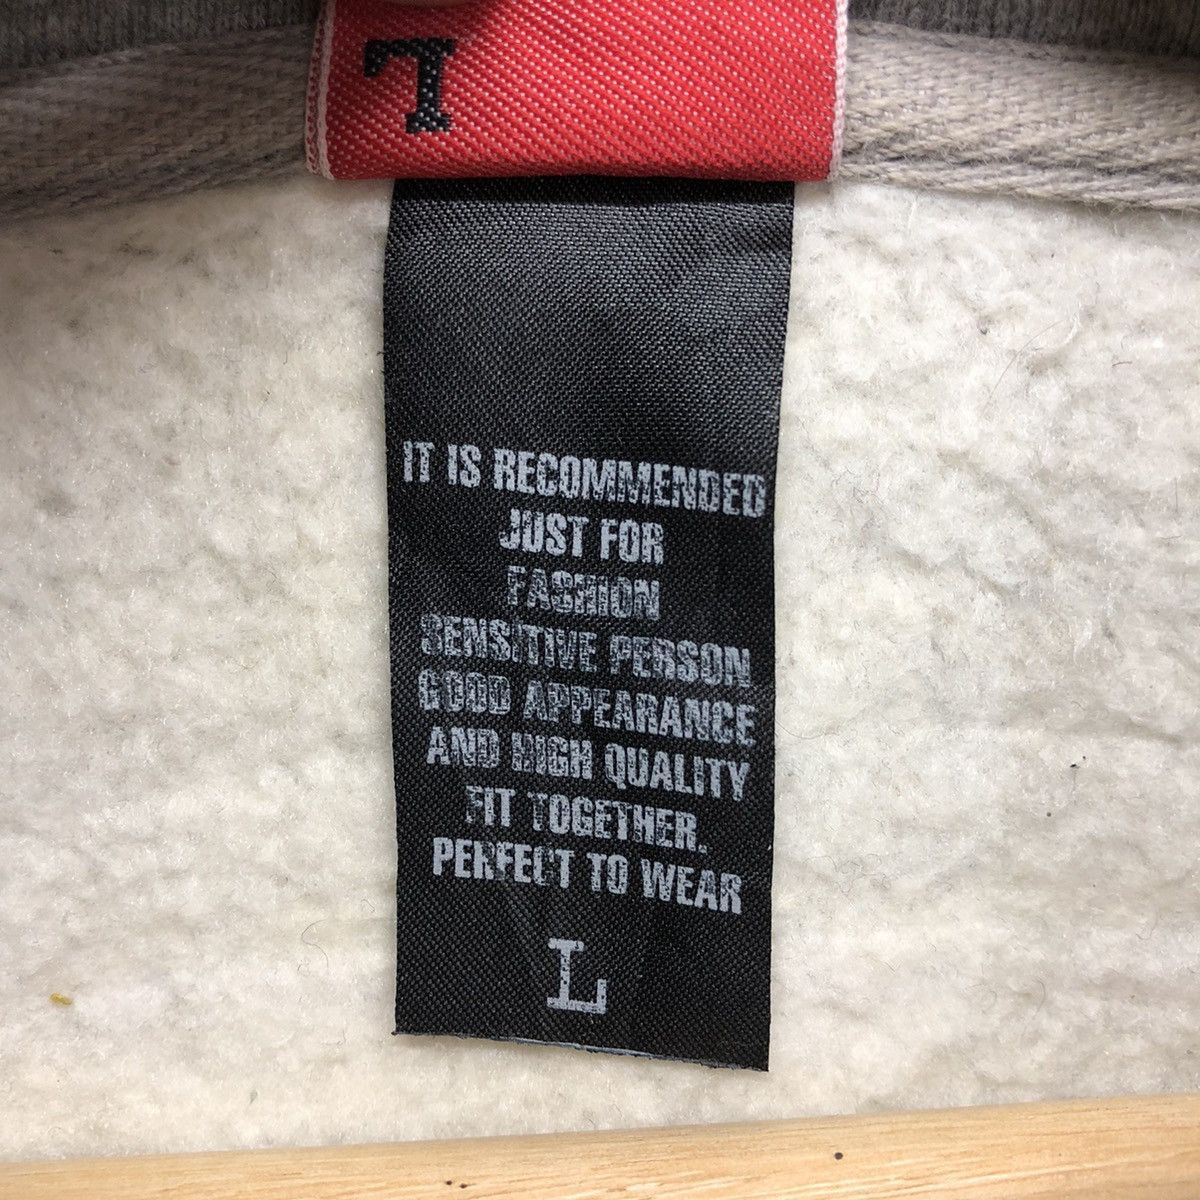 L
IT IS RECOMMENDED
JUST FOR
FASHION
SENSITIVE PERSON
GOOD APPEARANCE
AND HIGH QUALITY
FIT TOGETHER.
PERFECT TO WEAR
L